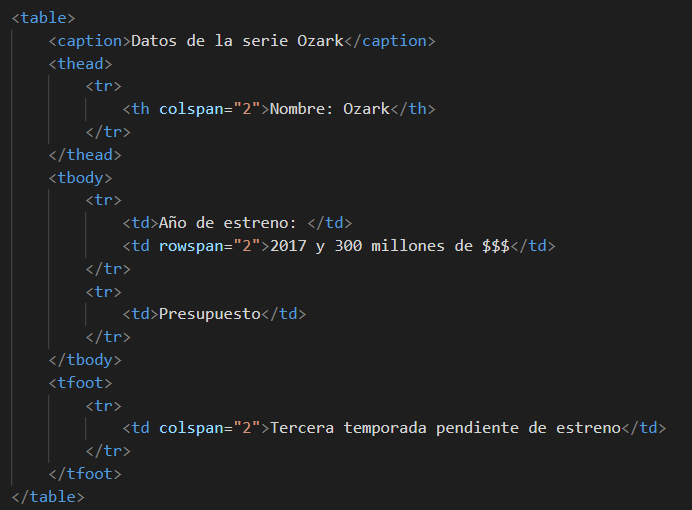 <table>
<caption>Datos de la serie Ozark</caption>
<thead>
<tr>
<th colspan="2">Nombre: Ozark</th>
</tr>
</thead>
<tbody>
<tr>
<td>Año de estreno: </td>
<td rowspan="2">2017 y 300 millones de $$$</td>
</tr>
<tr>
<td>Presupuesto</td>
</tr>
</tbody>
<tfoot>
<tr>
<td colspan="2">Tercera temporada pendiente de estreno</td>
</tr>
</tfoot>
</table>